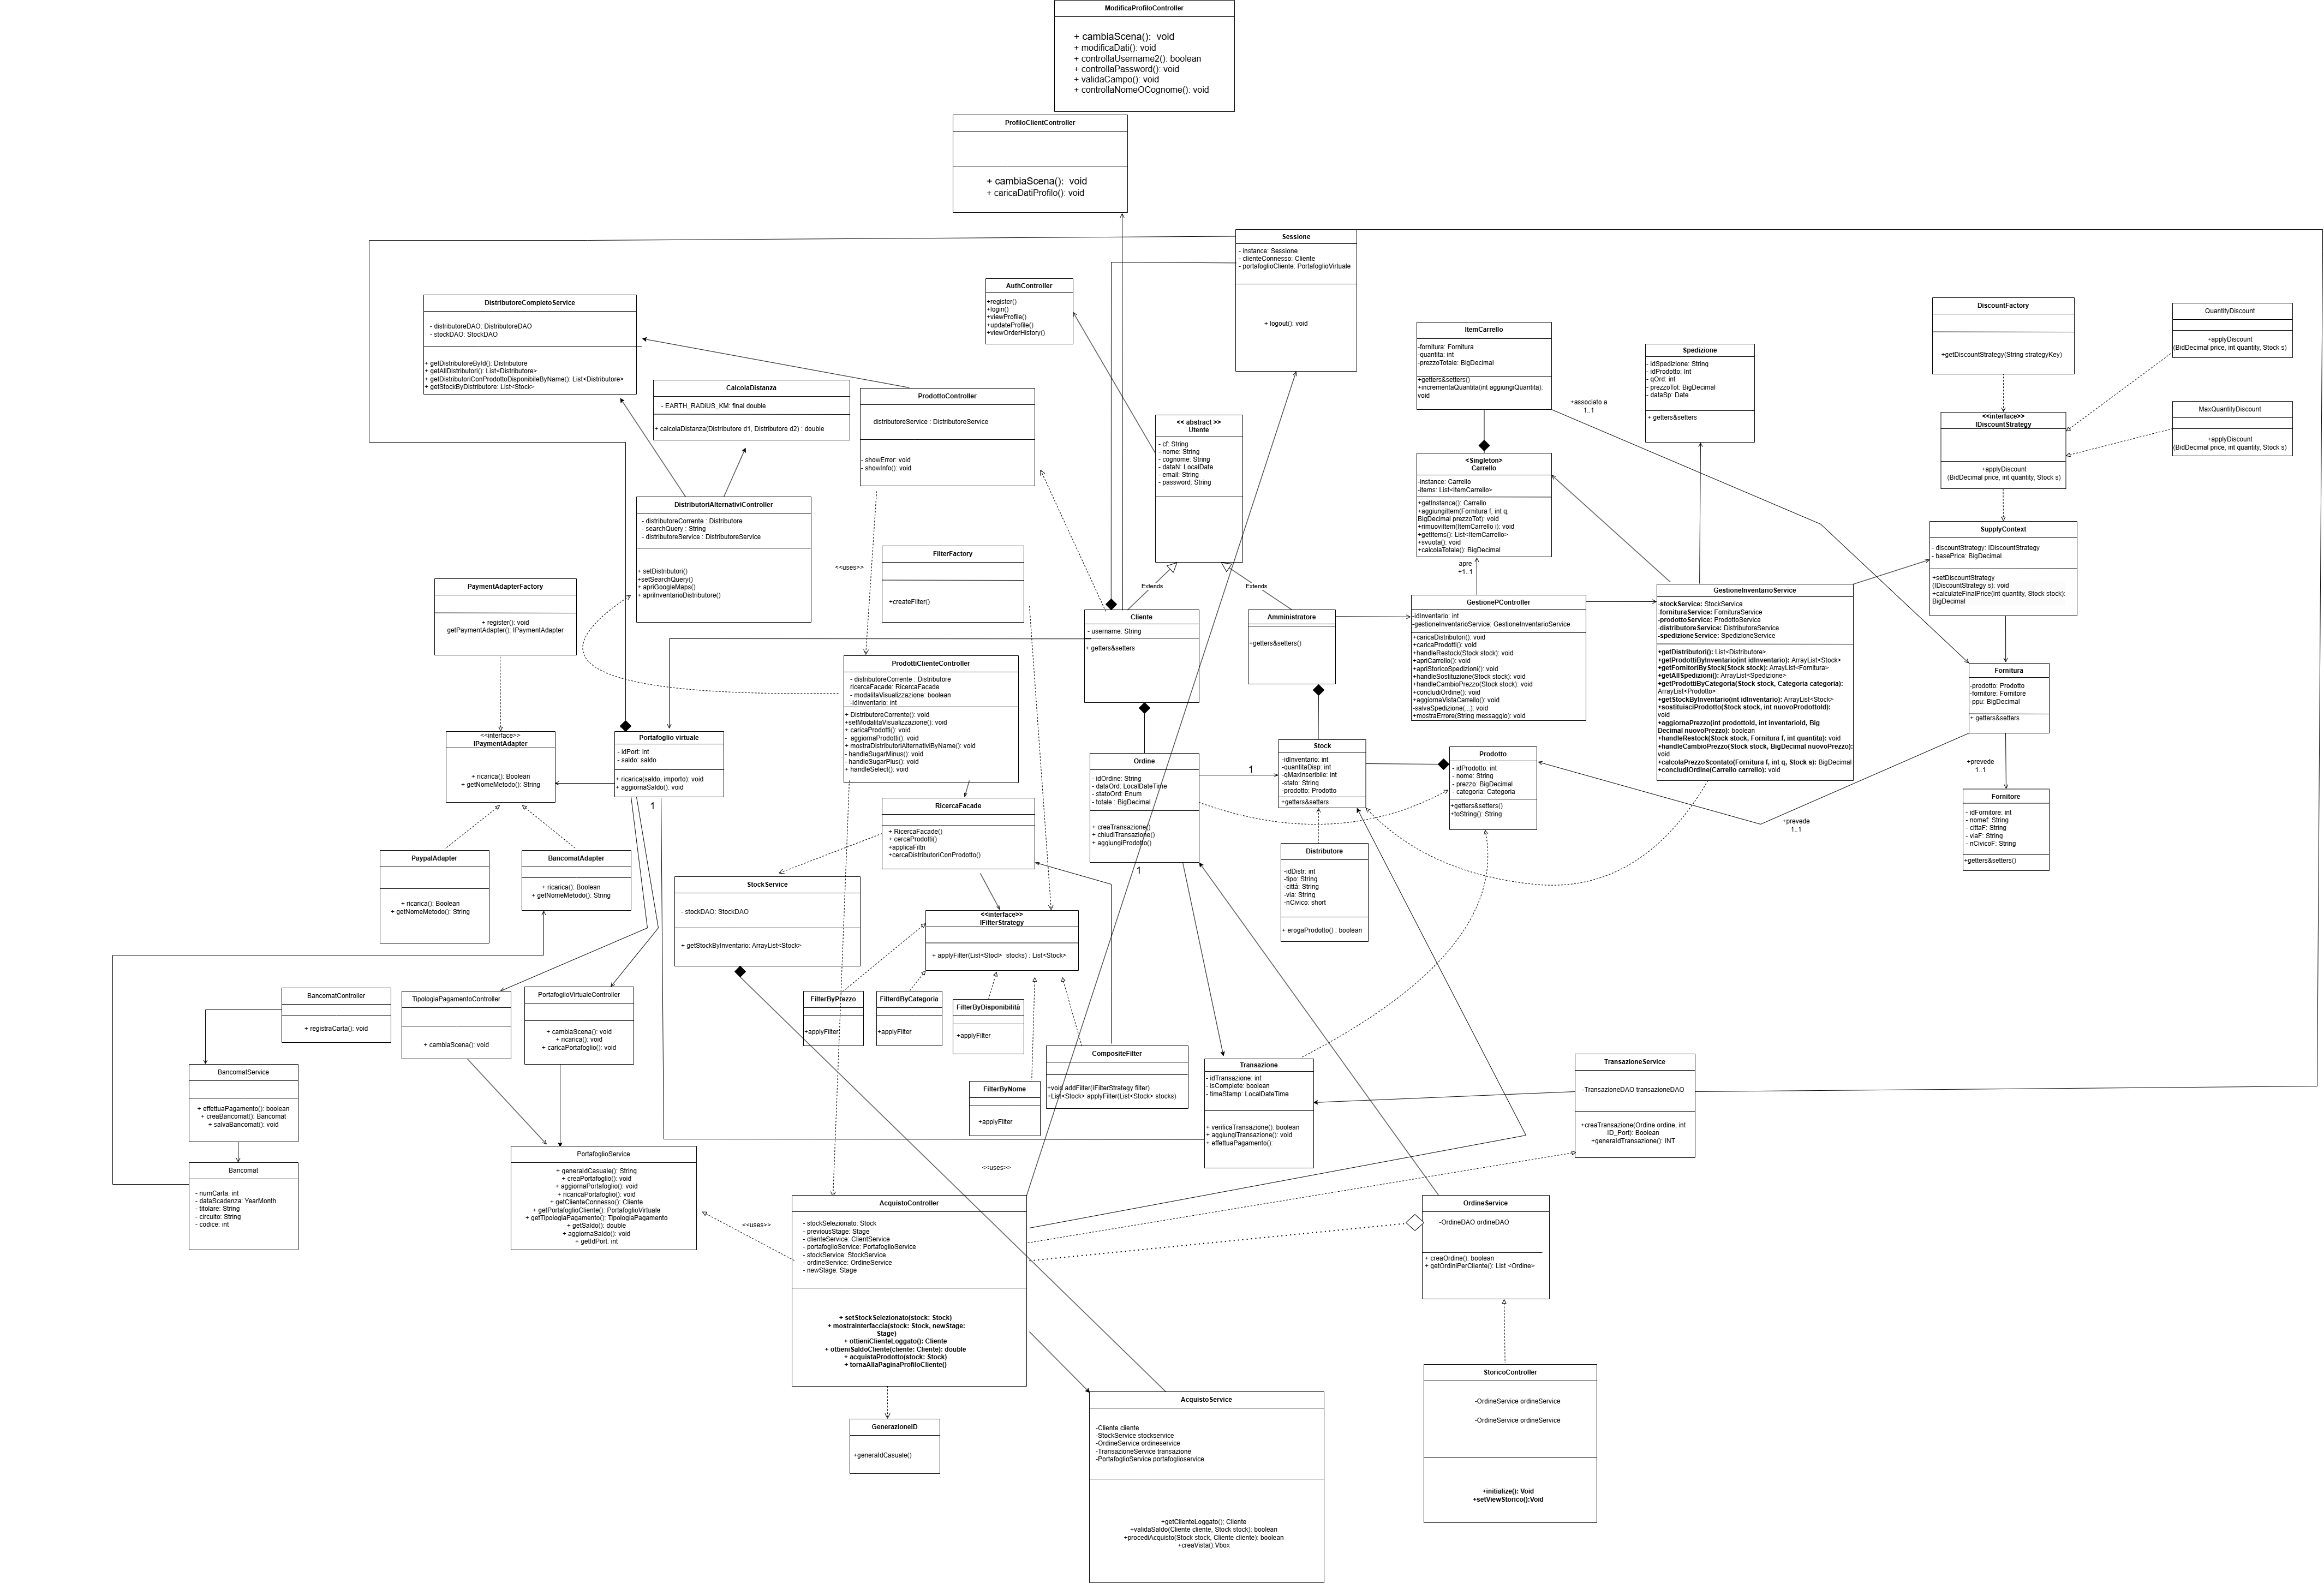 ModificaProfiloController
+ cambiaScena():  void
+ modificaDati(): void
+ controllaUsername2(): boolean
+ controllaPassword(): void
+ validaCampo(): void
+ controllaNomeOCognome(): void
ProfiloClientController
+ cambiaScena():  void
+ caricaDatiProfilo(): void
Sessione
- instance: Sessione
- clienteConnesso: Cliente
- portafoglioCliente: PortafoglioVirtuale
+ logout(): void
AuthController
+register()
+login()
+viewProfile()
+updateProfile()
+viewOrderHistory()
DistributoreCompletoService
- distributoreDAO: DistributoreDAO
- stockDAO: StockDAO
+ getDistributoreById(): Distributore
+ getAllDistributori(): List<Distributore>
+ getDistributoriConProdottoDisponibileByName(): List<Distributore>
+ getStockByDistributore: List<Stock>
CalcolaDistanza
- EARTH_RADIUS_KM: final double
+ calcolaDistanza(Distributore d1, Distributore d2) : double
ProdottoController
distributoreService : DistributoreService
- showError: void
- showInfo(): void
<< abstract >>
Utente
- cf: String
- nome: String
- cognome: String
- dataN: LocalDate
- email: String
- password: String
ItemCarrello
-fornitura: Fornitura
-quantita: int
-prezzoTotale: BigDecimal
+getters&setters()
+incrementaQuantita(int aggiungiQuantita):
void
Spedizione
- idSpedizione: String
- idProdotto: Int
- qOrd: int
- prezzoTot: BigDecimal
- dataSp: Date
+ getters&setters
+associato a
1..1
DiscountFactory
+getDiscountStrategy(String strategyKey)
QuantityDiscount
+applyDiscount
(BidDecimal price, int quantity, Stock s)
MaxQuantityDiscount
+applyDiscount
(BidDecimal price, int quantity, Stock s)
<<interface>>
IDiscountStrategy
+applyDiscount
(BidDecimal price, int quantity, Stock s)
<Singleton>
Carrello
-instance: Carrello
-items: List<ItemCarrello>
+getInstance(): Carrello
+aggiungiItem(Fornitura f, int q,
BigDecimal prezzoTot): void
+rimuoviItem(ItemCarrello i): void
+getItems(): List<ItemCarrello>
+svuota(): void
+calcolaTotale(): BigDecimal
apre
+1..1
SupplyContext
- discountStrategy: IDiscountStrategy
- basePrice: BigDecimal
+setDiscountStrategy
(IDiscountStrategy s): void
+calculateFinalPrice(int quantity, Stock stock):
BigDecimal
DistributoriAlternativiController
- distributoreCorrente : Distributore
- searchQuery : String
- distributoreService : DistributoreService
+ setDistributori()
+setSearchQuery()
+ apriGoogleMaps()
+ apriInventarioDistributore()
<<uses>>
FilterFactory
+createFilter()
PaymentAdapterFactory
+ register(): void
getPaymentAdapter(): IPaymentAdapter
Extends
Extends
Cliente
- username: String
+ getters&setters
Amministratore
+getters&setters()
GestionePController
-idInventario: int
-gestioneInventarioService: GestioneInventarioService
+caricaDistributori(): void
+caricaProdotti(): void
+handleRestock(Stock stock): void
+apriCarrello(): void
+apriStoricoSpedizioni(): void
+handleSostituzione(Stock stock): void
+handleCambioPrezzo(Stock stock): void
+concludiOrdine(): void
+aggiornaVistaCarrello(): void
-salvaSpedizione(...): void
+mostraErrore(String messaggio): void
GestioneInventarioService
-stockService: StockService
-fornituraService: FornituraService
-prodottoService: ProdottoService
-distributoreService: DistributoreService
-spedizioneService: SpedizioneService
+getDistributori(): List<Distributore>
+getProdottiByInventario(int idInventario): ArrayList<Stock>
+getFornitoriByStock(Stock stock): ArrayList<Fornitura>
+getAllSpedizioni(): ArrayList<Spedizione>
+getProdottiByCategoria(Stock stock, Categoria categoria):
ArrayList<Prodotto>
+getStockByInventario(int idInventario): ArrayList<Stock>
+sostituisciProdotto(Stock stock, int nuovoProdottoId):
void
+aggiornaPrezzo(int prodottoId, int inventarioId, Big
Decimal nuovoPrezzo): boolean
+handleRestock(Stock stock, Fornitura f, int quantita): void
+handleCambioPrezzo(Stock stock, BigDecimal nuovoPrezzo):
void
+calcolaPrezzoScontato(Fornitura f, int q, Stock s): BigDecimal
+concludiOrdine(Carrello carrello): void
Fornitura
-prodotto: Prodotto
-fornitore: Fornitore
-ppu: BigDecimal
+ getters&setters
+prevede
1..1
Fornitore
- idFornitore: int
- nomef: String
- cittaF: String
- viaF: String
- nCivicoF: String
+getters&setters()
+prevede
1..1
ProdottiClienteController
- distributoreCorrente : Distributore
ricercaFacade: RicercaFacade
- modalitaVisualizzazione: boolean
-idInventario: int
+ DistributoreCorrente(): void
+setModalitaVisualizzazione(): void
+ caricaProdotti(): void
-  aggiornaProdotti(): void
+ mostraDistributoriAlternativiByName(): void
- handleSugarMinus(): void
- handleSugarPlus(): void
+ handleSelect(): void
<<interface>>
IPaymentAdapter
+ ricarica(): Boolean
+ getNomeMetodo(): String
Portafoglio virtuale
- idPort: int
- saldo: saldo
+ ricarica(saldo, importo): void
+ aggiornaSaldo(): void
1
Ordine
- idOrdine: String
- dataOrd: LocalDateTime
- statoOrd: Enum
- totale : BigDecimal
+ creaTransazione()
+ chiudiTransazione()
+ aggiungiProdotto()
1
1
Stock
-idInventario: int
-quantitaDisp: int
-qMaxInseribile: int
-stato: String
-prodotto: Prodotto
+getters&setters
Prodotto
- idProdotto: int
- nome: String
- prezzo: BigDecimal
- categoria: Categoria
+getters&setters()
+toString(): String
Distributore
-idDistr: int
-tipo: String
-città: String
-via: String
-nCivico: short
+ erogaProdotto() : boolean
RicercaFacade
+ RicercaFacade()
+ cercaProdotti()
+applicaFiltri
+cercaDistributoriConProdotto()
PaypalAdapter
+ ricarica(): Boolean
+ getNomeMetodo(): String
BancomatAdapter
+ ricarica(): Boolean
+ getNomeMetodo(): String
StockService
- stockDAO: StockDAO
+ getStockByInventario: ArrayList<Stock>
<<interface>>
IFilterStrategy
+ applyFilter(List<Stocl>  stocks) : List<Stock>
FilterByPrezzo
+applyFilter
FilterdByCategoria
+applyFilter
FilterByDisponibilità
+applyFilter
FilterByNome
+applyFilter
CompositeFilter
+void addFilter(IFilterStrategy filter)
+List<Stock> applyFilter(List<Stock> stocks)
BancomatController
+ registraCarta(): void
TipologiaPagamentoController
+ cambiaScena(): void
PortafoglioVirtualeController
+ cambiaScena(): void
+ ricarica(): void
+ caricaPortafoglio(): void
BancomatService
+ effettuaPagamento(): boolean
+ creaBancomat(): Bancomat
+ salvaBancomat(): void
Bancomat
- numCarta: int
- dataScadenza: YearMonth
- titolare: String
- circuito: String
- codice: int
PortafoglioService
+ generaIdCasuale(): String
+ creaPortafoglio(): void
+ aggiornaPortafoglio(): void
+ ricaricaPortafoglio(): void
+ getClienteConnesso(): Cliente
+ getPortafoglioCliente(): PortafoglioVirtuale
+ getTipologiaPagamento(): TipologiaPagamento
+ getSaldo(): double
+ aggiornaSaldo(): void
+ getIdPort: int
<<uses>>
<<uses>>
Transazione
- idTransazione: int
- isComplete: boolean
- timeStamp: LocalDateTime
+ verificaTransazione(): boolean
+ aggiungiTransazione(): void
+ effettuaPagamento():
TransazioneService
-TransazioneDAO transazioneDAO
+creaTransazione(Ordine ordine, int
ID_Port): Boolean
+generaIdTransazione(): INT
AcquistoController
- stockSelezionato: Stock
- previousStage: Stage
- clienteService: ClientService
- portafoglioService: PortafoglioService
- stockService: StockService
- ordineService: OrdineService
- newStage: Stage
+ setStockSelezionato(stock: Stock)
+ mostraInterfaccia(stock: Stock, newStage:
Stage)
+ ottieniClienteLoggato(): Cliente
+ ottieniSaldoCliente(cliente: Cliente): double
+ acquistaProdotto(stock: Stock)
+ tornaAllaPaginaProfiloCliente()
OrdineService
-OrdineDAO ordineDAO
+ creaOrdine(): boolean
+ getOrdiniPerCliente(): List <Ordine>
StoricoController
-OrdineService ordineService
-OrdineService ordineService
+initialize(): Void
+setViewStorico():Void
GenerazioneID
+generaIdCasuale()
AcquistoService
-Cliente cliente
-StockService stockservice
-OrdineService ordineservice
-TransazioneService transazione
-PortafoglioService portafoglioservice
+getClienteLoggato(); Cliente
+validaSaldo(Cliente cliente, Stock stock): boolean
+procediAcquisto(Stock stock, Cliente cliente): boolean
+creaVista():Vbox